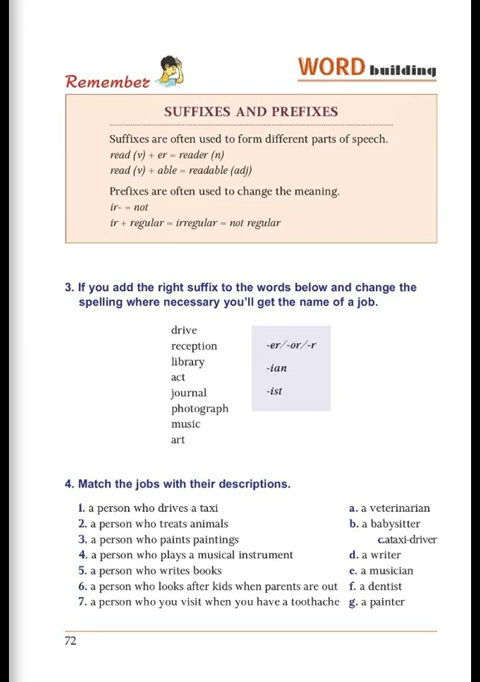 Remember
WORD building
SUFFIXES AND PREFIXES
Suffixes are often used to form different parts of speech.
read (v) + er = reader (n)
read (v) + able = readable (adj)
Prefixes are often used to change the meaning.
ir- = not
ir + regular = irregular = not regular
3. If you add the right suffix to the words below and change the
spelling where necessary you'll get the name of a job.
drive
reception
library
act
journal
photograph
music
art
-er/-or/-r
-ian
-ist
4. Match the jobs with their descriptions.
1. a person who drives a taxi
2. a person who treats animals
3. a person who paints paintings
4. a person who plays a musical instrument
5. a person who writes books
6. a person who looks after kids when parents are out
7. a person who you visit when you have a toothache
a. a veterinarian
b. a babysitter
c.ataxi-driver
d. a writer
e. a musician
f. a dentist
g. a painter
72